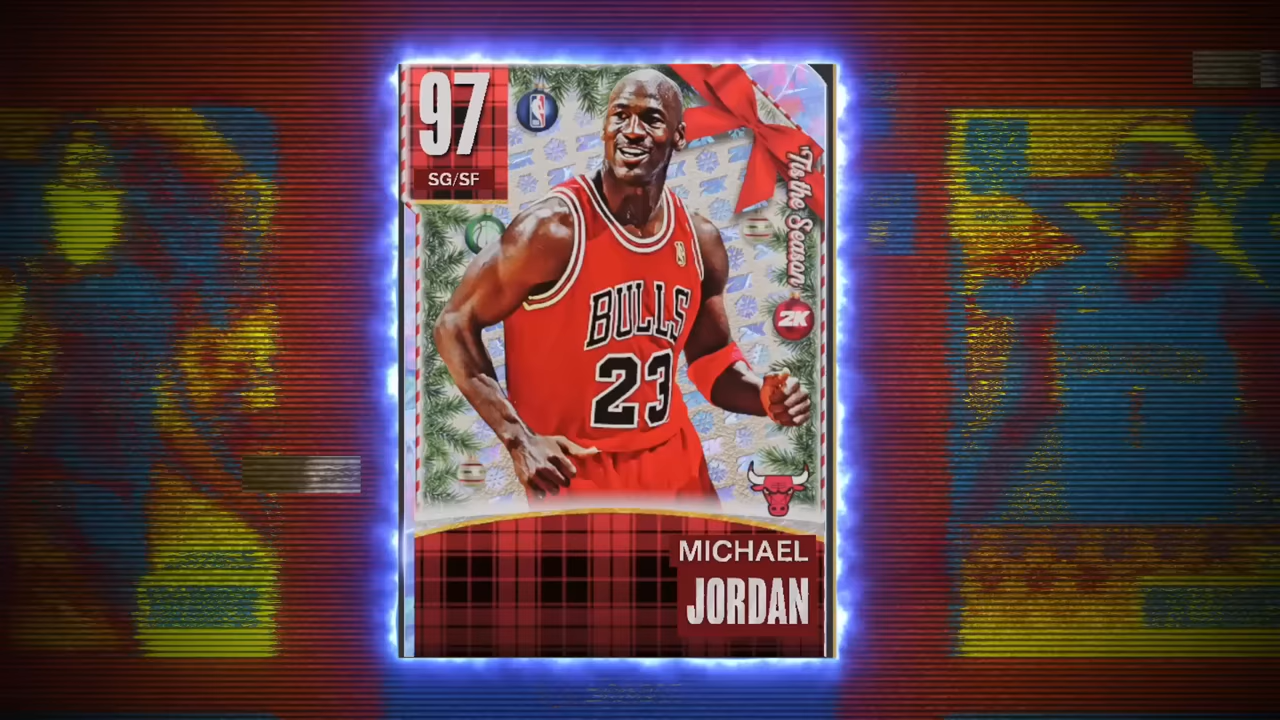 97
SG/SF
'Tis the Season
2K
BULLS
23
MICHAEL
JORDAN